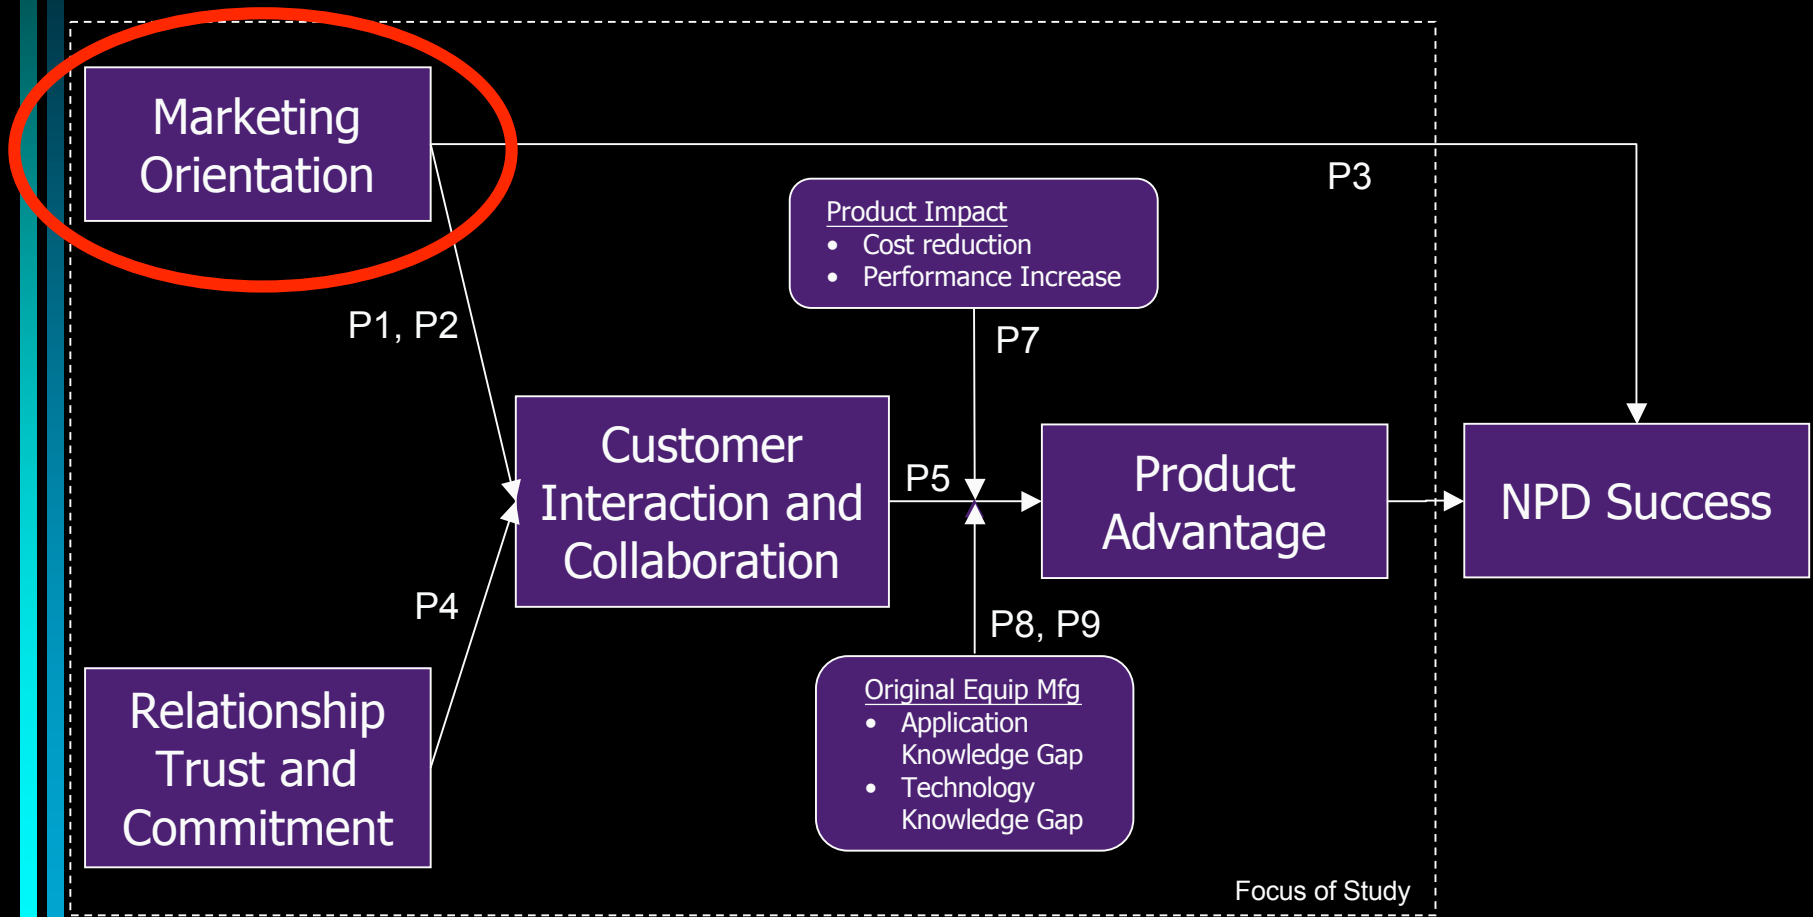 Marketing
Orientation
P3
Product Impact
• Cost reduction
• Performance Increase
P1, P2
P7
Customer
Interaction and
Collaboration
P5
Product
Advantage
NPD Success
P4
P8, P9
Relationship
Trust and
Commitment
Original Equip Mfg
• Application
Knowledge Gap
• Technology
Knowledge Gap
Focus of Study